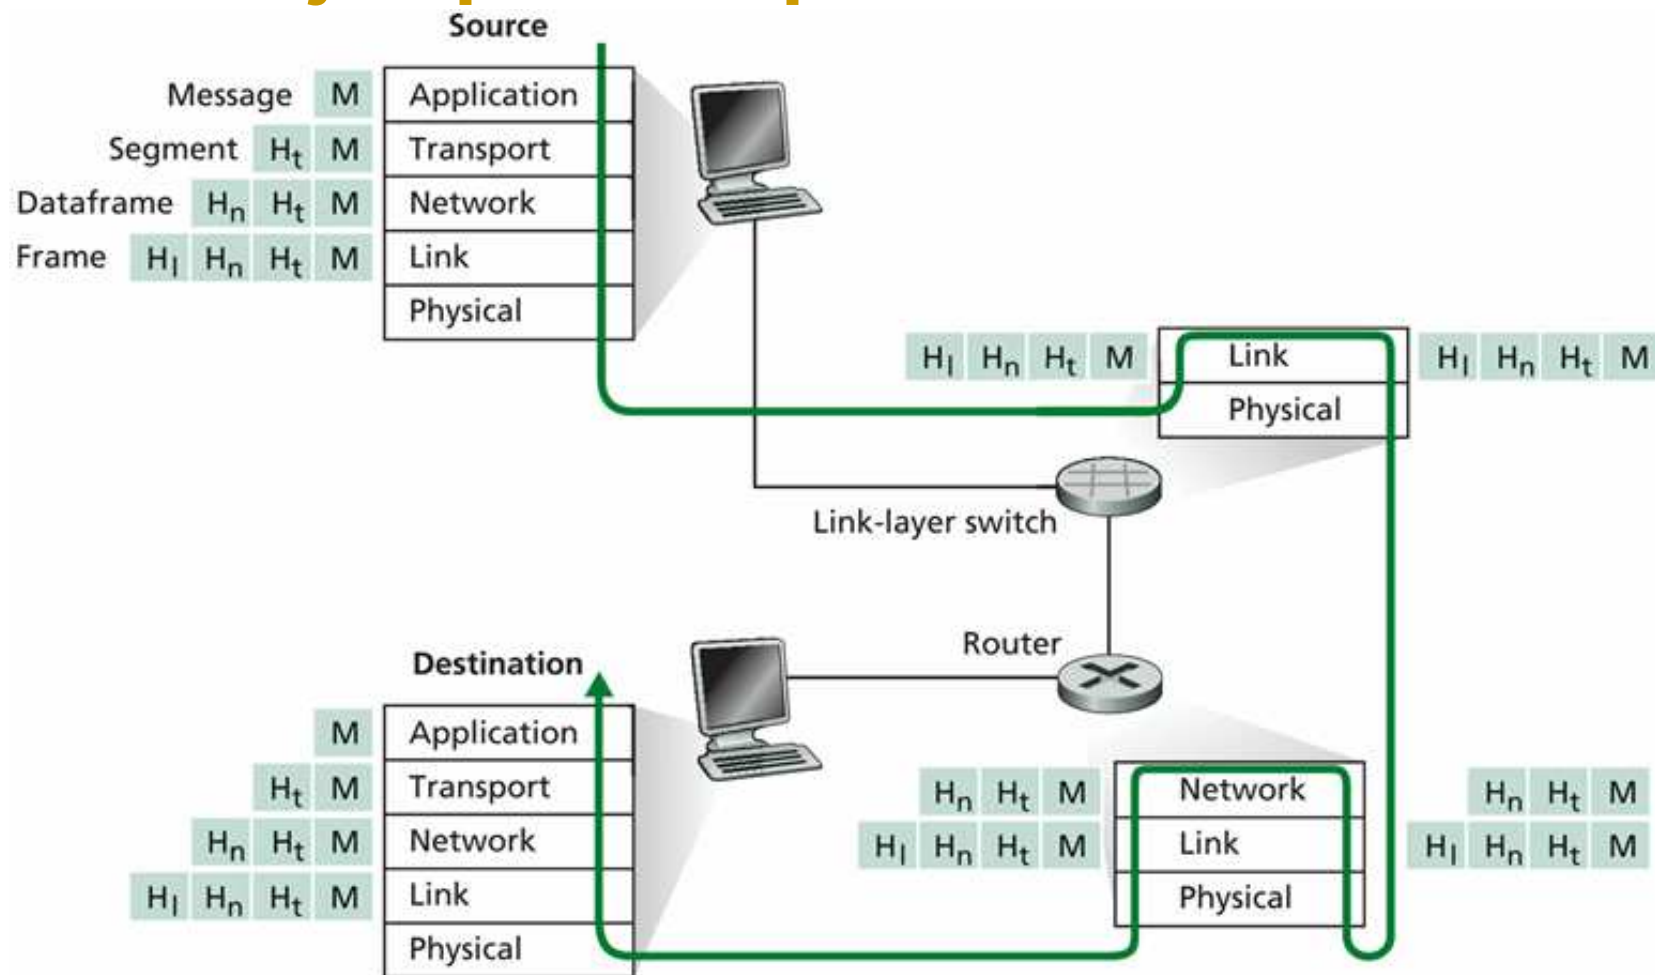 Source
Message M Application
Segment Ht M Transport
Dataframe Hn Ht M Network
Frame Hl Hn Ht M Link
Physical
Hl Hn Ht M Link Hl Hn Ht M
Physical
Link-layer switch
Router
Destination
M Application
Ht M Transport
Hn Ht M Network
Hl Hn Ht M Link
Physical
Hn Ht M Network Hn Ht M
Hl Hn Ht M Link Hl Hn Ht M
Physical